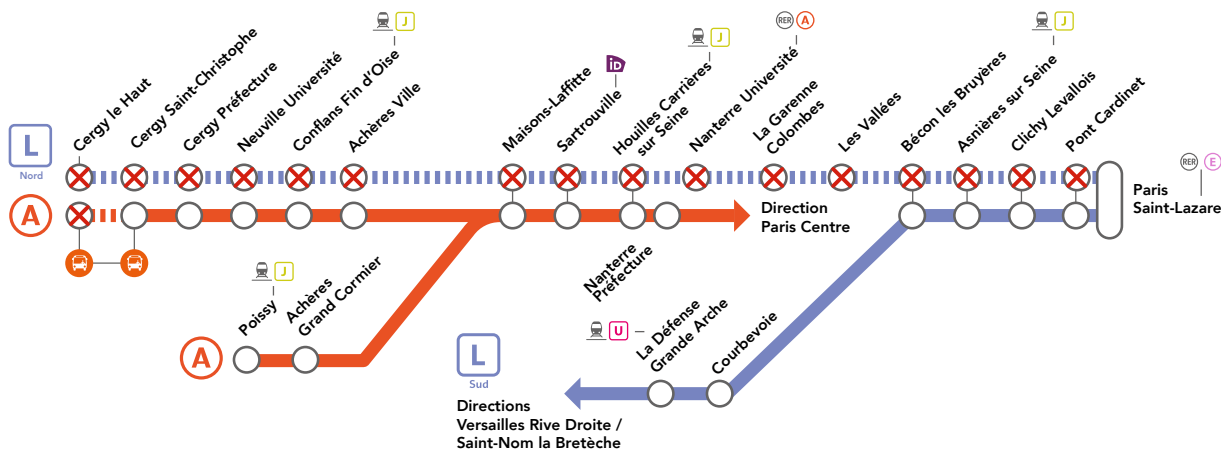 J
RER A
J
J
Cergy le Haut
Cergy Saint-Christophe
Cergy Préfecture
Neuville Université
Conflans Fin d'Oise
Achères Ville
Maisons-Laffitte
iD
Sartrouville
Houilles Carrières
sur Seine
Nanterre Université
La Garenne
Colombes
Les Vallées
Bécon les Bruyères
Asnières sur Seine
Clichy Levallois
Pont Cardinet
L
Nord
RER E
Paris
Saint-Lazare
A
Direction
Paris Centre
Nanterre
Préfecture
J
Poissy
Achères
Grand Cormier
A
U
La Défense
Grande Arche
Courbevoie
L
Sud
Directions
Versailles Rive Droite /
Saint-Nom la Bretèche